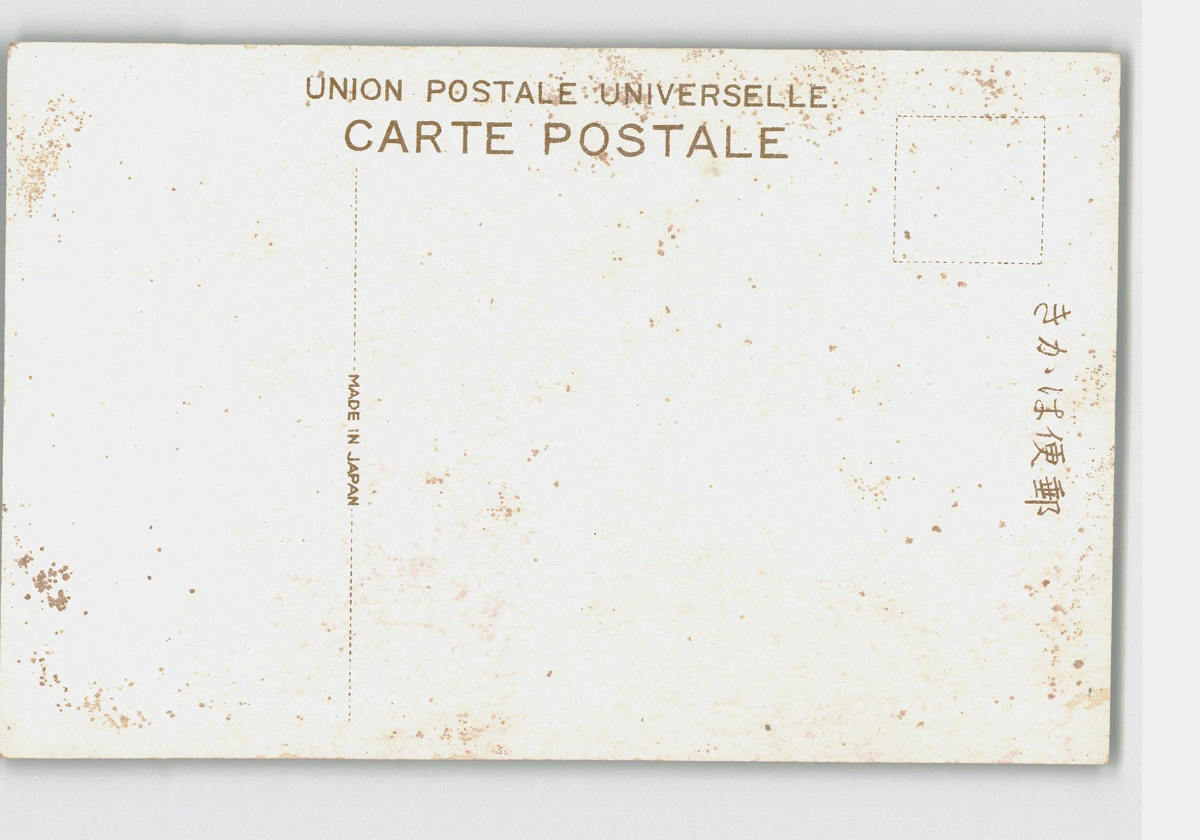 UNION POSTALE UNIVERSELLE.
CARTE POSTALE
MADE IN JAPAN
郵便はかき